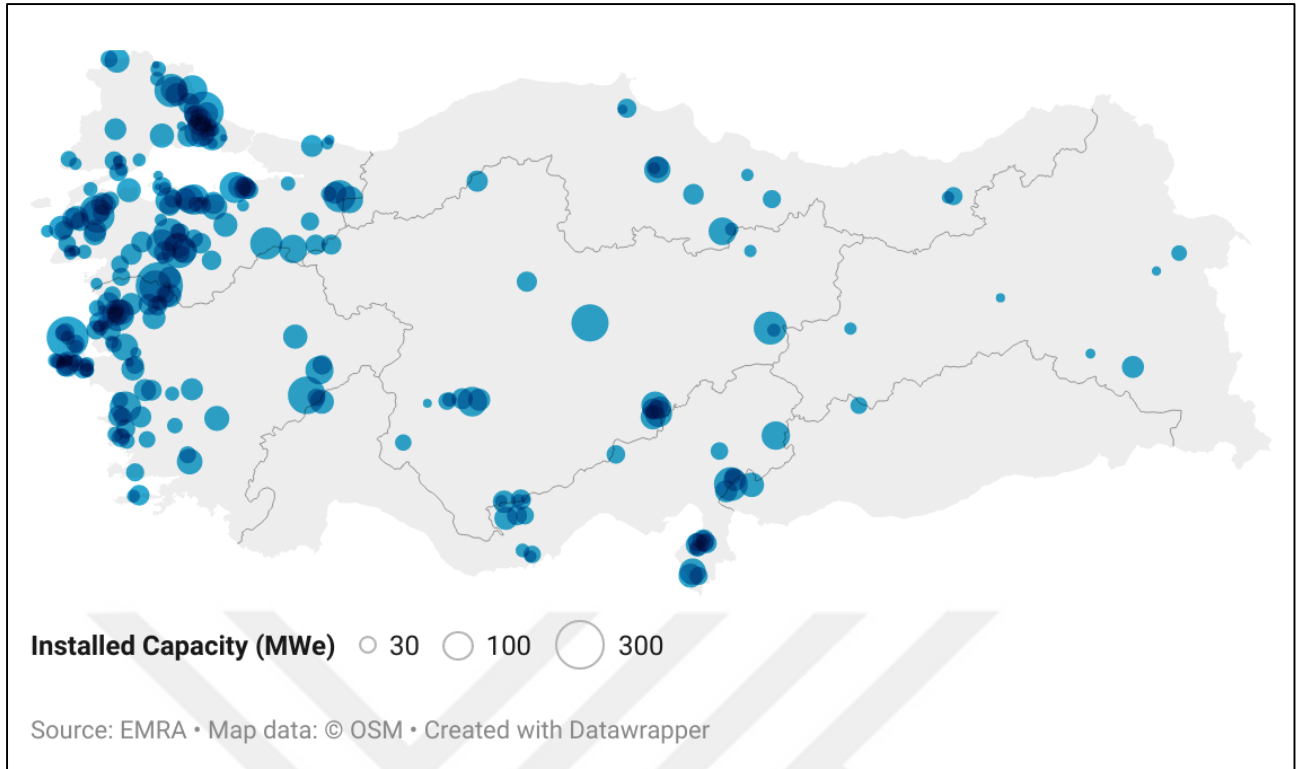 Installed Capacity (MWe) 30 100 300
Source: EMRA • Map data: © OSM • Created with Datawrapper